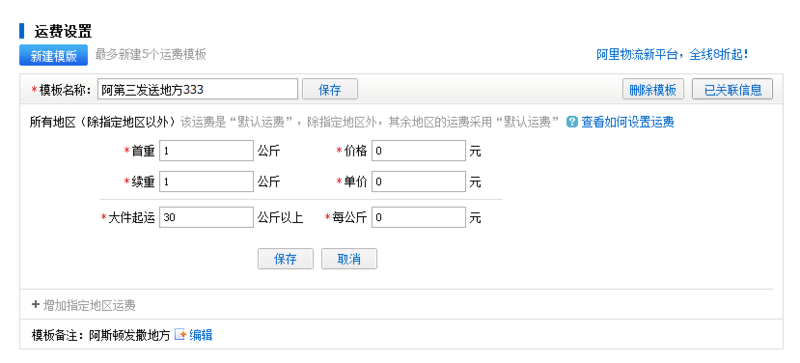 运费设置
新建模版 最多新建5个运费模板 阿里物流新平台，全线8折起！
*模板名称： 阿第三发送地方333 保存 删除模板 已关联信息
所有地区（除指定地区以外） 该运费是“默认运费”，除指定地区外，其余地区的运费采用“默认运费” ? 查看如何设置运费
*首重 1 公斤 *价格 0 元
*续重 1 公斤 *单价 0 元
*大件起运 30 公斤以上 *每公斤 0 元
保存 取消
+ 增加指定地区运费
模板备注：阿斯顿发撒地方 编辑